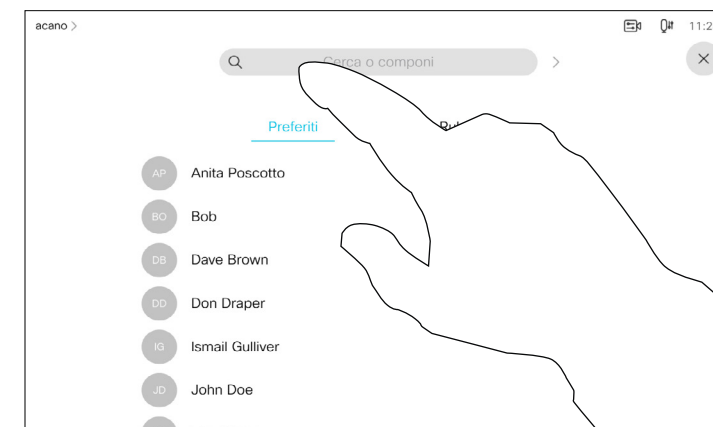 acano
11:2
Cerca o componi
Preferiti
AP Anita Poscotto
BO Bob
DB Dave Brown
DD Don Draper
IG Ismail Gulliver
JD John Doe